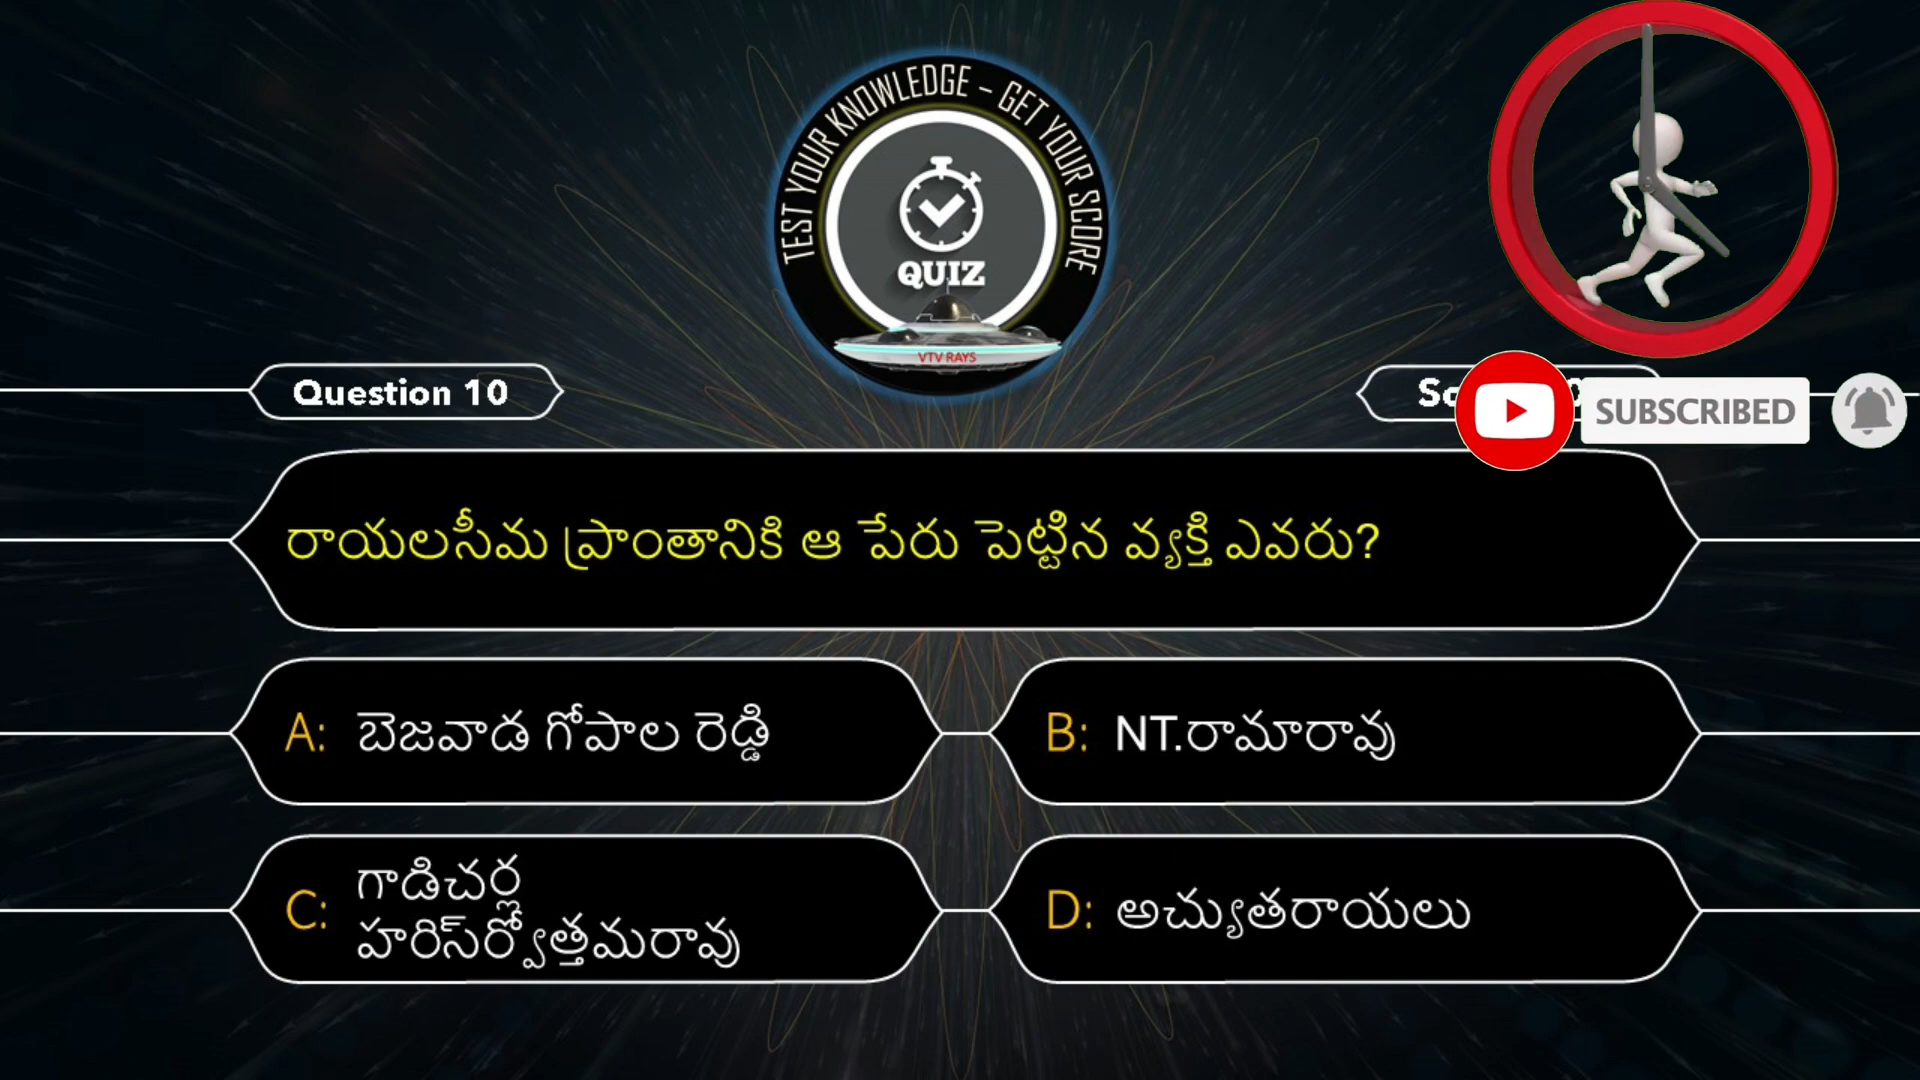 TEST YOUR KNOWLEDGE – GET YOUR SCORE
QUIZ
VTV RAYS
Question 10
SUBSCRIBED
రాయలసీమ ప్రాంతానికి ఆ పేరు పెట్టిన వ్యక్తి ఎవరు?
A: బెజవాడ గోపాల రెడ్డి
B: NT.రామారావు
C: గాడిచర్ల
హరిస్ర్వోత్తమరావు
D: అచ్యుతరాయలు